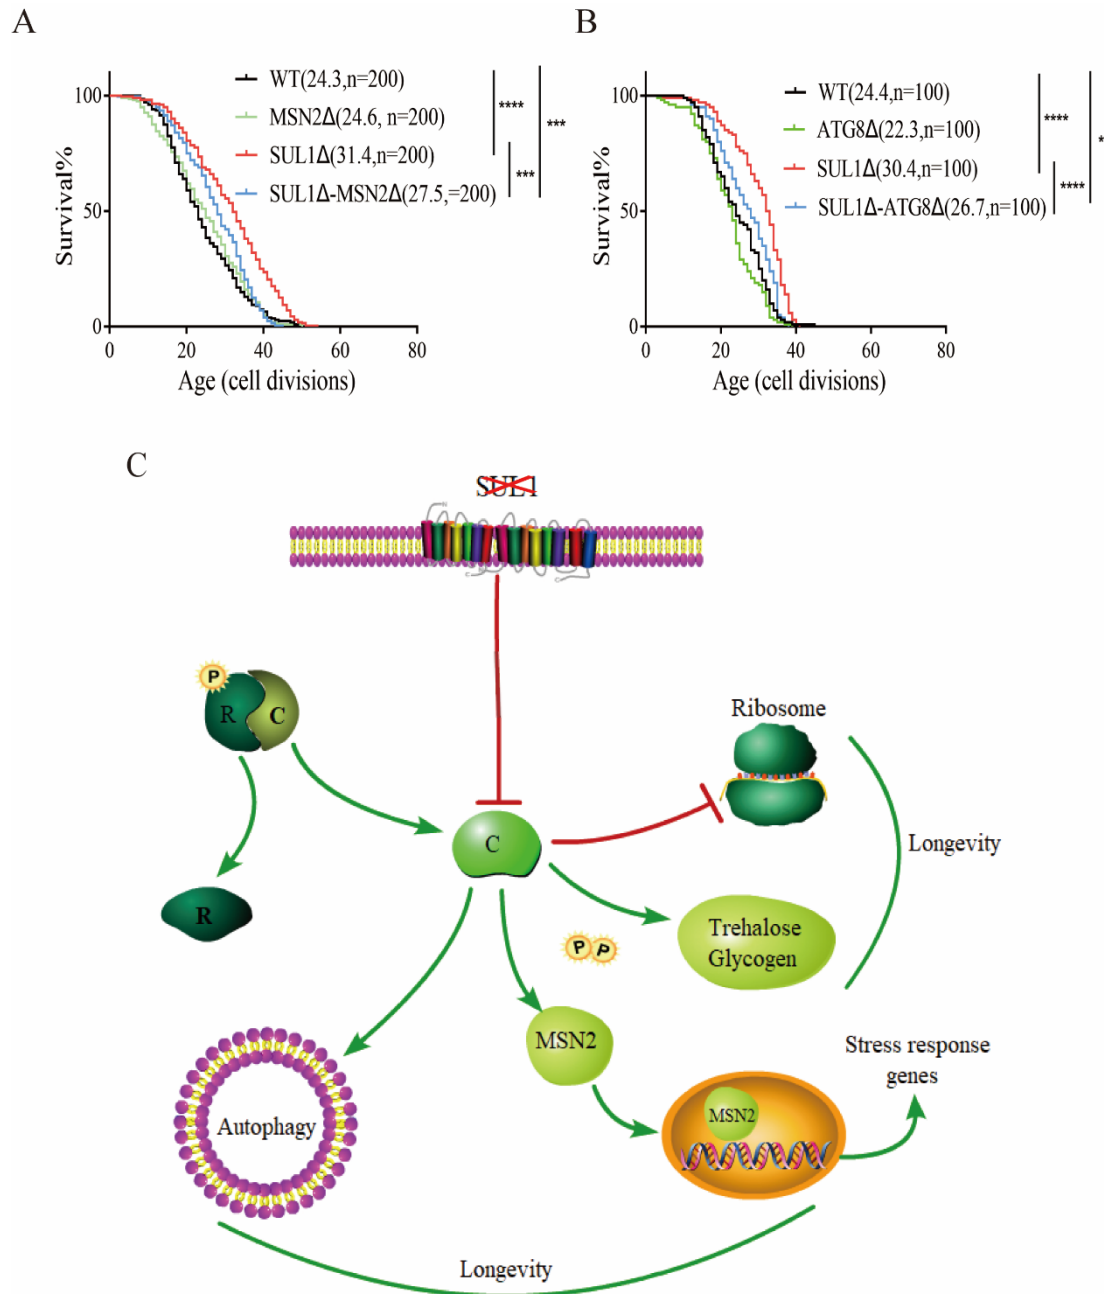 A
WT(24.3,n=200)
MSN2Δ(24.6, n=200)
SUL1Δ(31.4,n=200)
SUL1Δ-MSN2Δ(27.5,=200)
****
***
***
Survival%
100
50
0
0 20 40 60 80
Age (cell divisions)
B
WT(24.4,n=100)
ATG8Δ(22.3,n=100)
SUL1Δ(30.4,n=100)
SUL1Δ-ATG8Δ(26.7,n=100)
****
*
****
Survival%
100
50
0
0 20 40 60 80
Age (cell divisions)
C
SUL1
P
R C
R
C
Ribosome
Longevity
Trehalose
Glycogen
P P
MSN2
Stress response
genes
MSN2
Autophagy
Longevity